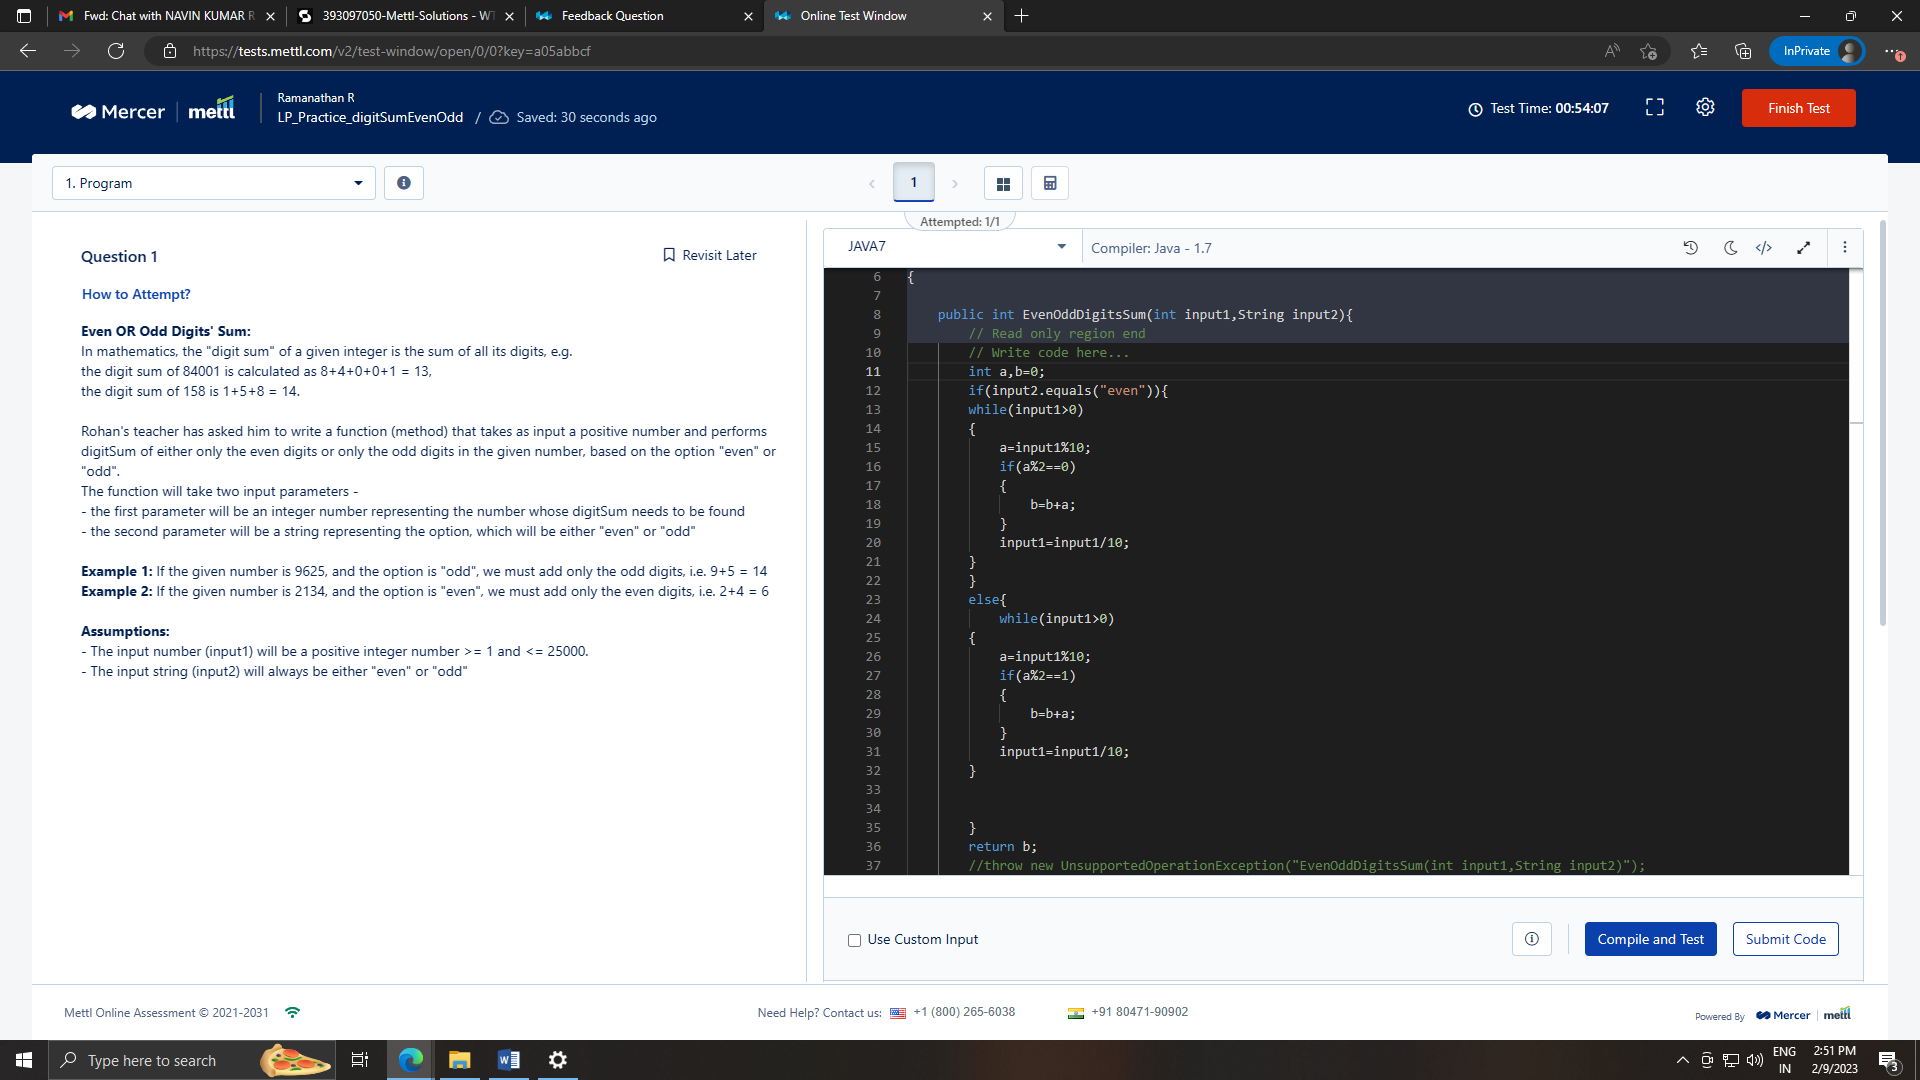 Fwd: Chat with NAVIN KUMAR R
393097050-Mettl-Solutions - WT
Feedback Question
Online Test Window
https://tests.mettl.com/v2/test-window/open/0/0?key=a05abbcf
InPrivate
Mercer mettl
Ramanathan R
LP_Practice_digitSumEvenOdd / Saved: 30 seconds ago
Test Time: 00:54:07
Finish Test
1. Program
1
Attempted: 1/1
Question 1
Revisit Later
How to Attempt?
Even OR Odd Digits' Sum:
In mathematics, the "digit sum" of a given integer is the sum of all its digits, e.g.
the digit sum of 84001 is calculated as 8+4+0+0+1 = 13,
the digit sum of 158 is 1+5+8 = 14.
Rohan's teacher has asked him to write a function (method) that takes as input a positive number and performs
digitSum of either only the even digits or only the odd digits in the given number, based on the option "even" or
"odd".
The function will take two input parameters -
- the first parameter will be an integer number representing the number whose digitSum needs to be found
- the second parameter will be a string representing the option, which will be either "even" or "odd"
Example 1: If the given number is 9625, and the option is "odd", we must add only the odd digits, i.e. 9+5 = 14
Example 2: If the given number is 2134, and the option is "even", we must add only the even digits, i.e. 2+4 = 6
Assumptions:
- The input number (input1) will be a positive integer number >= 1 and <= 25000.
- The input string (input2) will always be either "even" or "odd"
JAVA7
Compiler: Java - 1.7
6 {
7
8 public int EvenOddDigitsSum(int input1,String input2){
9 // Read only region end
10 // Write code here...
11 int a,b=0;
12 if(input2.equals("even")){
13 while(input1>0)
14 {
15 a=input1%10;
16 if(a%2==0)
17 {
18 b=b+a;
19 }
20 input1=input1/10;
21 }
22 }
23 else{
24 while(input1>0)
25 {
26 a=input1%10;
27 if(a%2==1)
28 {
29 b=b+a;
30 }
31 input1=input1/10;
32 }
33
34
35 }
36 return b;
37 //throw new UnsupportedOperationException("EvenOddDigitsSum(int input1,String input2)");
Use Custom Input
Compile and Test
Submit Code
Mettl Online Assessment © 2021-2031
Need Help? Contact us: +1 (800) 265-6038 +91 80471-90902
Powered By Mercer mettl
Type here to search
ENG
IN
2:51 PM
2/9/2023
3